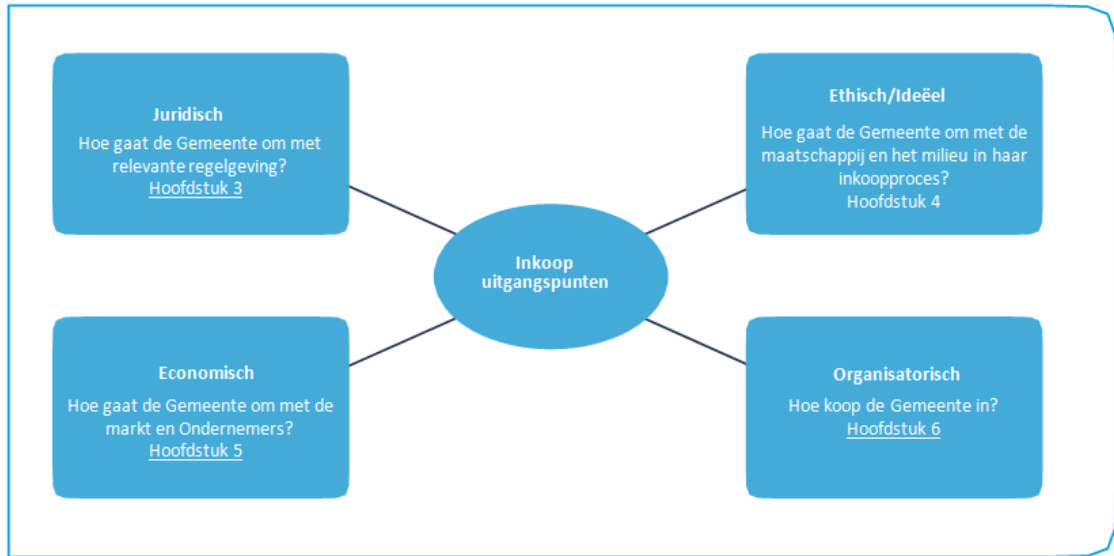 Juridisch
Hoe gaat de Gemeente om met
relevante regelgeving?
Hoofdstuk 3
Ethisch/Ideëel
Hoe gaat de Gemeente om met de
maatschappij en het milieu in haar
inkoopproces?
Hoofdstuk 4
Inkoop
uitgangspunten
Economisch
Hoe gaat de Gemeente om met de
markt en Ondernemers?
Hoofdstuk 5
Organisatorisch
Hoe koop de Gemeente in?
Hoofdstuk 6